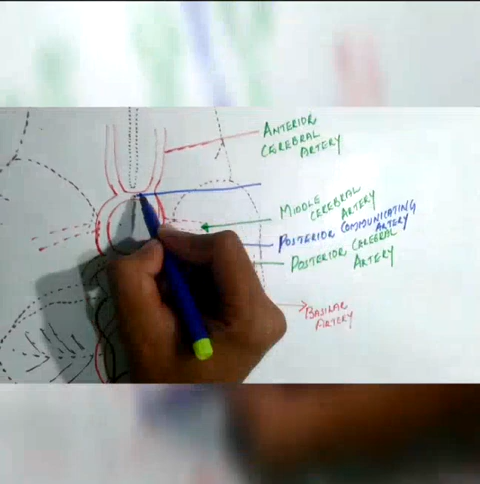 ANTERIOR
CEREBRAL
ARTERY
MIDDLE
CEREBRAL
ARTERY
POSTERIOR COMMUNICATING
ARTERY
POSTERIOR CEREBRAL
ARTERY
BASILAR
ARTERY